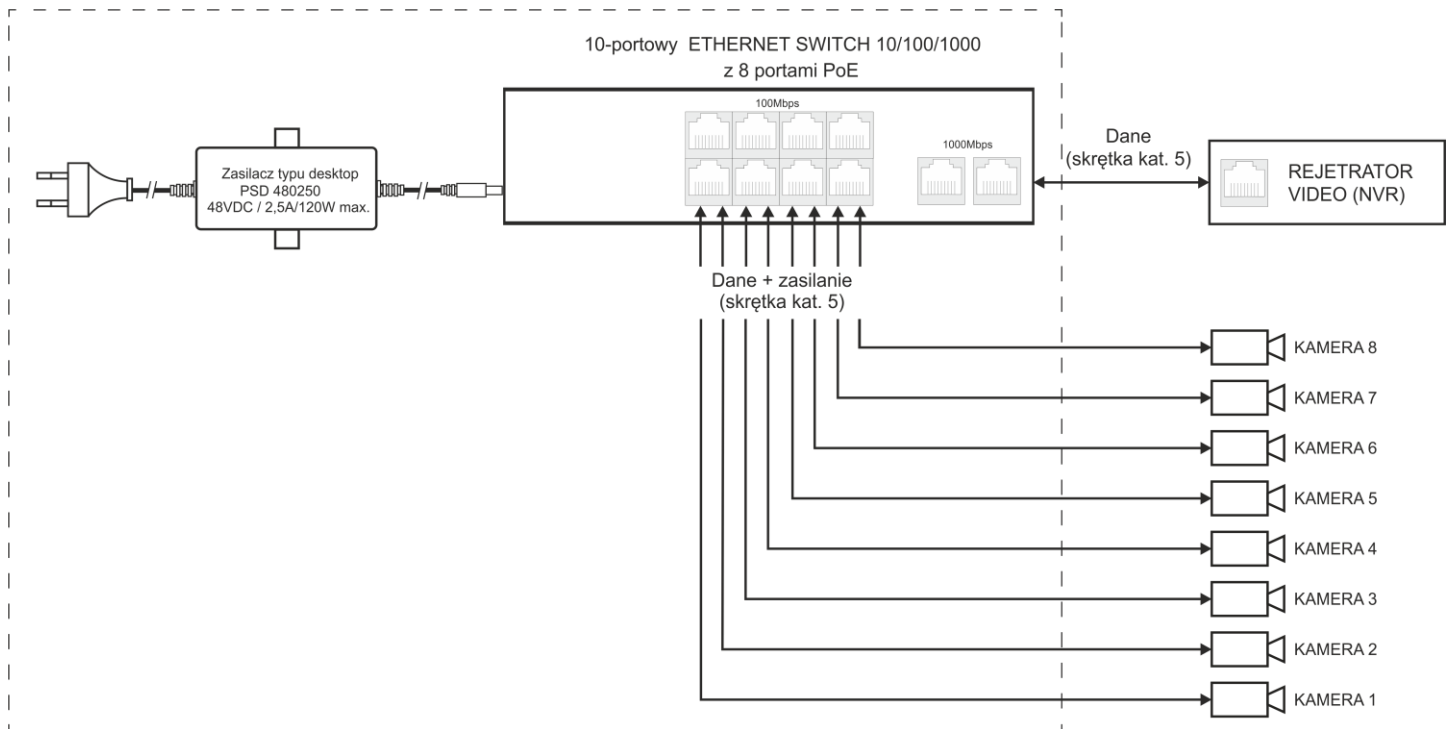 10-portowy ETHERNET SWITCH 10/100/1000
z 8 portami PoE
100Mbps
1000Mbps
Zasilacz typu desktop
PSD 480250
48VDC / 2,5A/120W max.
Dane
(skrętka kat. 5)
REJETRATOR
VIDEO (NVR)
Dane + zasilanie
(skrętka kat. 5)
KAMERA 8
KAMERA 7
KAMERA 6
KAMERA 5
KAMERA 4
KAMERA 3
KAMERA 2
KAMERA 1